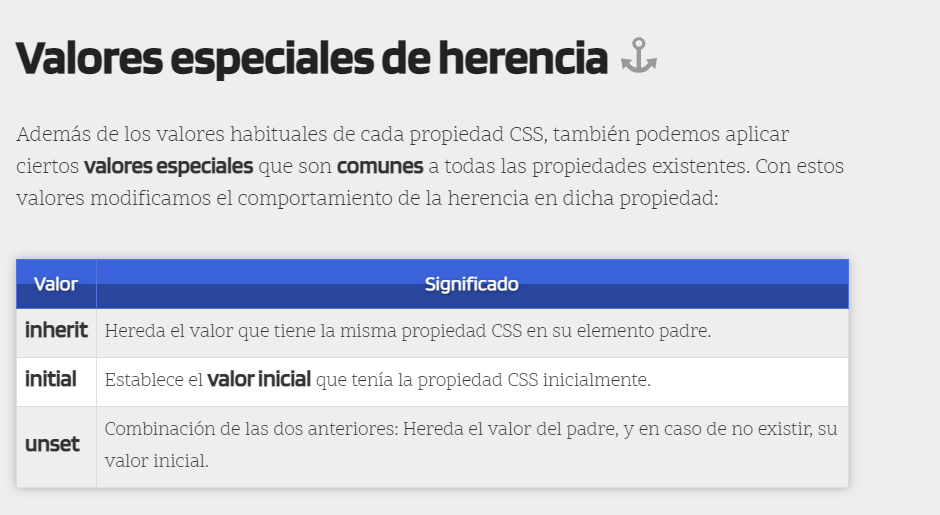 Valores especiales de herencia
Además de los valores habituales de cada propiedad CSS, también podemos aplicar
ciertos valores especiales que son comunes a todas las propiedades existentes. Con estos
valores modificamos el comportamiento de la herencia en dicha propiedad:
Valor Significado
inherit Hereda el valor que tiene la misma propiedad CSS en su elemento padre.
initial Establece el valor inicial que tenía la propiedad CSS inicialmente.
unset Combinación de las dos anteriores: Hereda el valor del padre, y en caso de no existir, su
valor inicial.